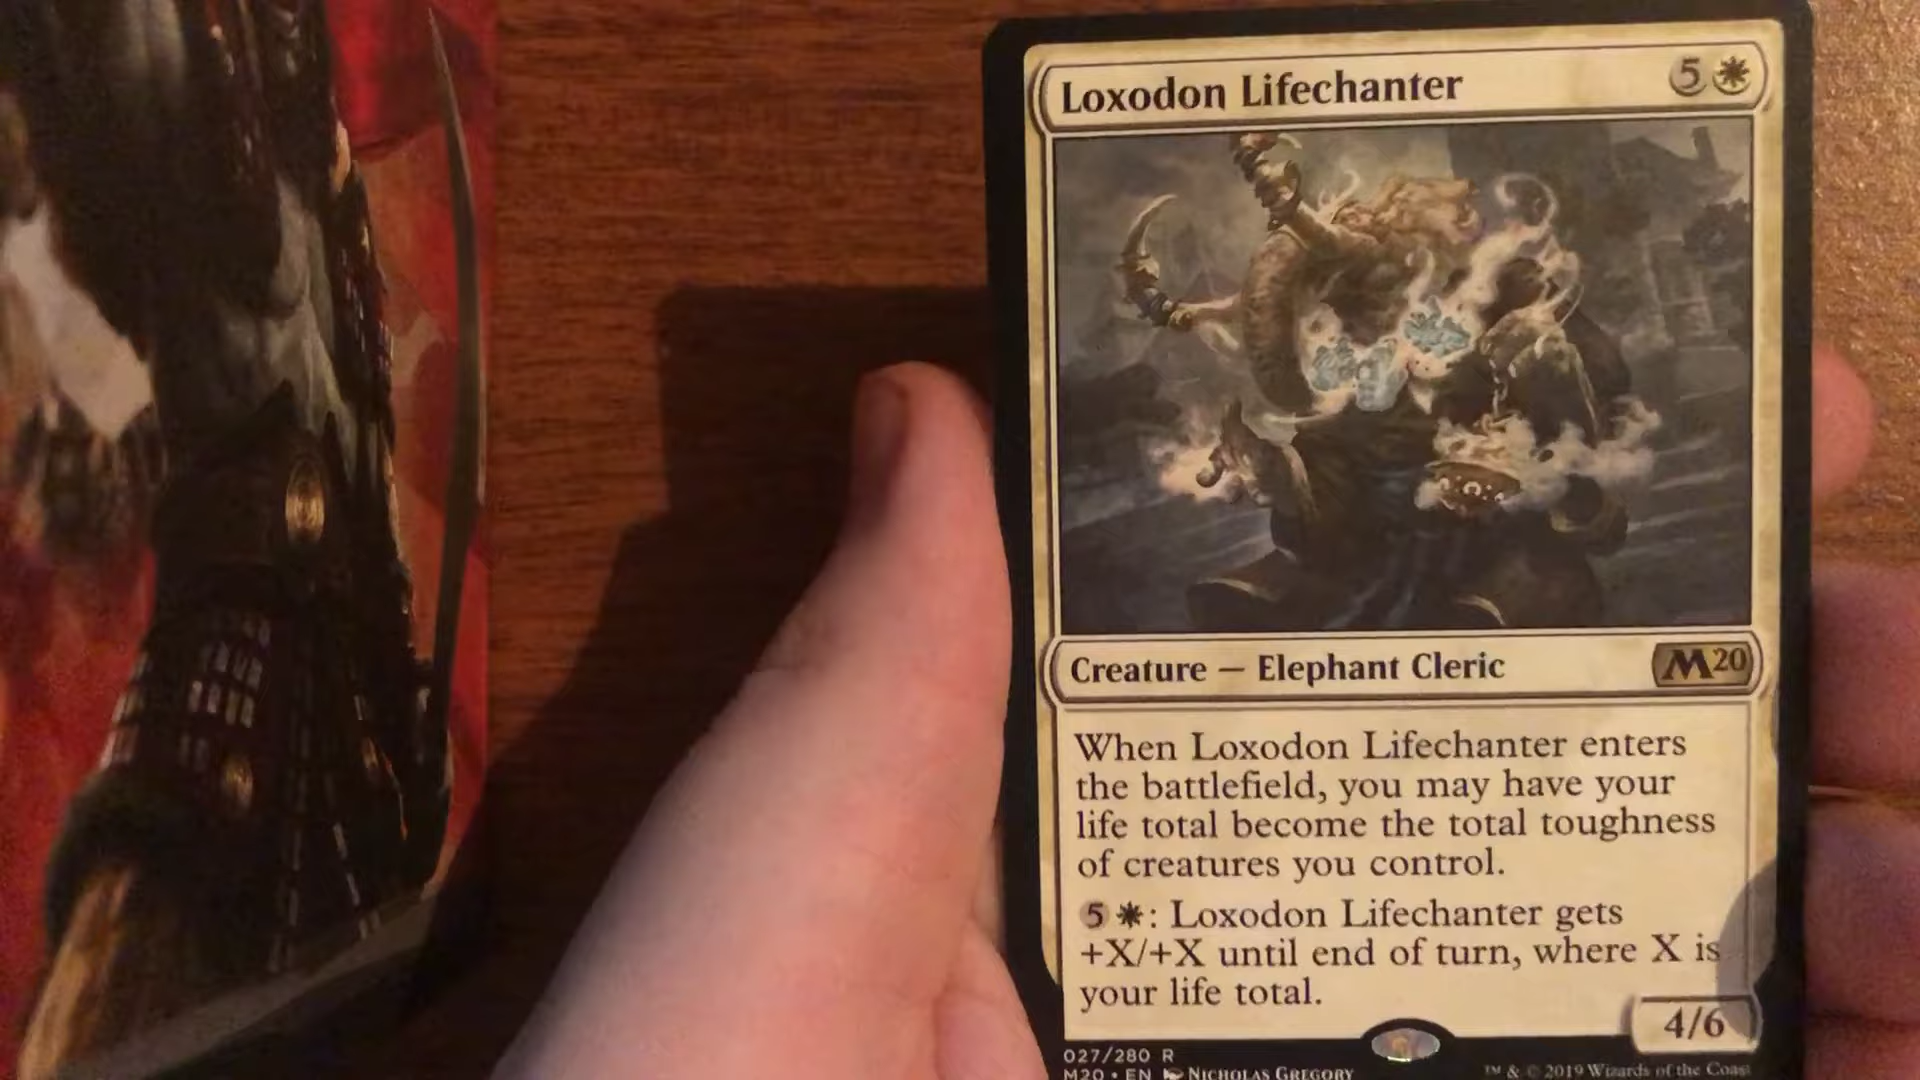 Loxodon Lifechanter 5
Creature — Elephant Cleric M20
When Loxodon Lifechanter enters
the battlefield, you may have your
life total become the total toughness
of creatures you control.
5 : Loxodon Lifechanter gets
+X/+X until end of turn, where X is
your life total.
4/6
027/280 R
M20 • EN NICHOLAS GREGORY
™ & © 2019 Wizards of the Coast